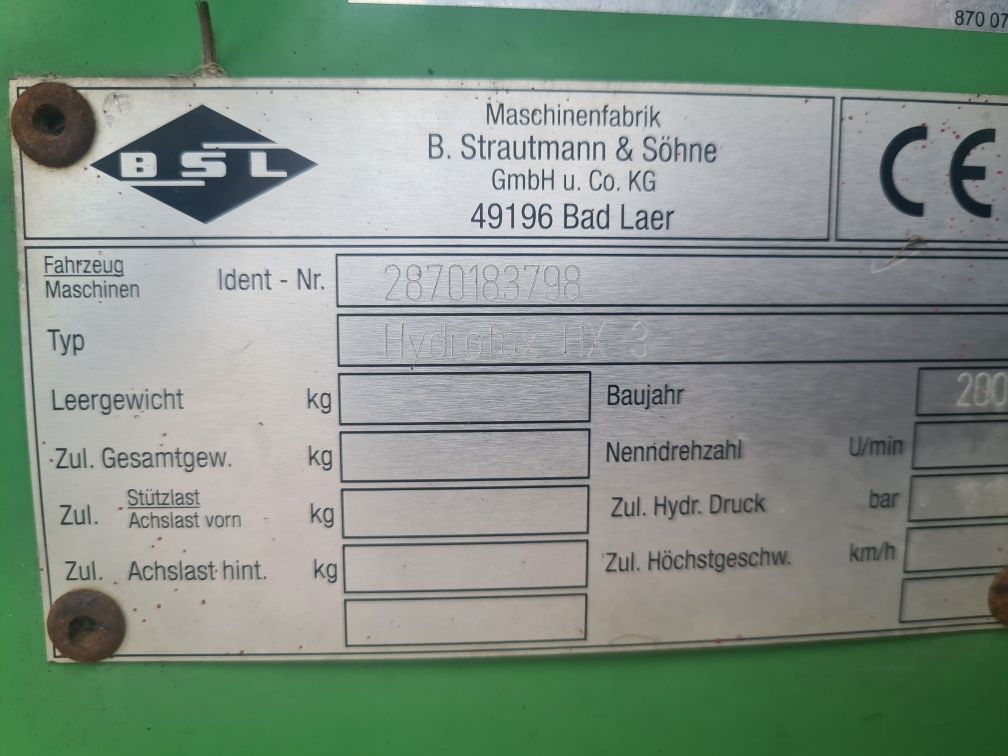 870 07
BSL
Maschinenfabrik
B. Strautmann & Söhne
GmbH u. Co. KG
49196 Bad Laer
CE
Fahrzeug
Maschinen
Ident - Nr.
2870183798
Typ
Hydrofox HX 3
Leergewicht kg
Baujahr 200
Zul. Gesamtgew. kg
Nenndrehzahl U/min
Zul. Stützlast
Achslast vorn kg
Zul. Hydr. Druck bar
Zul. Achslast hint. kg
Zul. Höchstgeschw. km/h